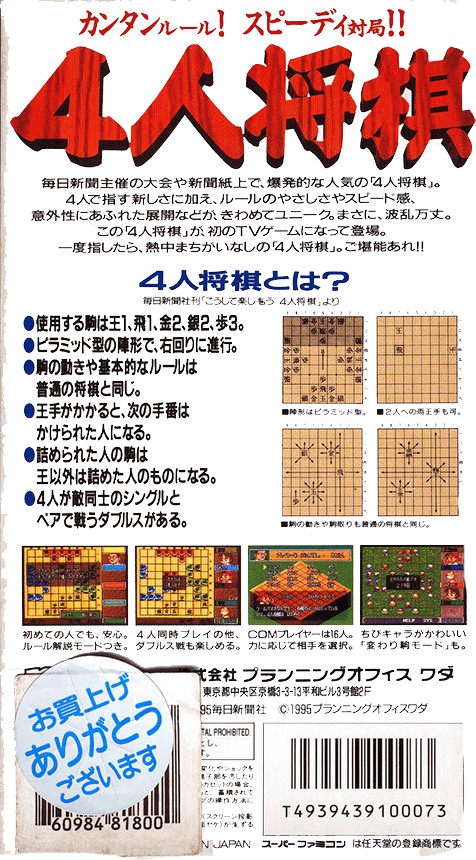 カンタンルール! スピーディ対局!!
4人将棋
毎日新聞主催の大会や新聞紙上で、爆発的な人気の「4人将棋」。
4人で指す新しさに加え、ルールのやさしさやスピード感、
意外性にあふれた展開などが、きわめてユニーク。まさに、波乱万丈。
この「4人将棋」が、初のTVゲームになって登場。
一度指したら、熱中まちがいなしの「4人将棋」。ご堪能あれ!!
4人将棋とは?
毎日新聞社刊「こうして楽しもう 4人将棋」より
●使用する駒は王1、飛1、金2、銀2、歩3。
●ピラミッド型の陣形で、右回りに進行。
●駒の動きや基本的なルールは
普通の将棋と同じ。
●王手がかかると、次の手番は
かけられた人になる。
●詰められた人の駒は
王以外は詰めた人のものになる。
●4人が敵同士のシングルと
ペアで戦うダブルスがある。
■陣形はピラミッド型。
■2人への両王手も可。
■駒の動きや駒取りも普通の将棋と同じ。
初めての人でも、安心。
ルール解説モードつき。
4人同時プレイの他、
ダブルス戦も楽しめる。
COMプレイヤーは16人。
力に応じて相手を選択。
ちびキャラがかわいい
「変わり駒モード」も。
式会社 プランニングオフィス ワダ
東京都中央区京橋3-3-13平和ビル3号館2F
95毎日新聞社 ©1995プランニングオフィスワダ
お買上げ
ありがとう
ございます
60984 81800
TAL PROHIBITED.
T4939439100073
N JAPAN
スーパーファミコン は任天堂の登録商標です